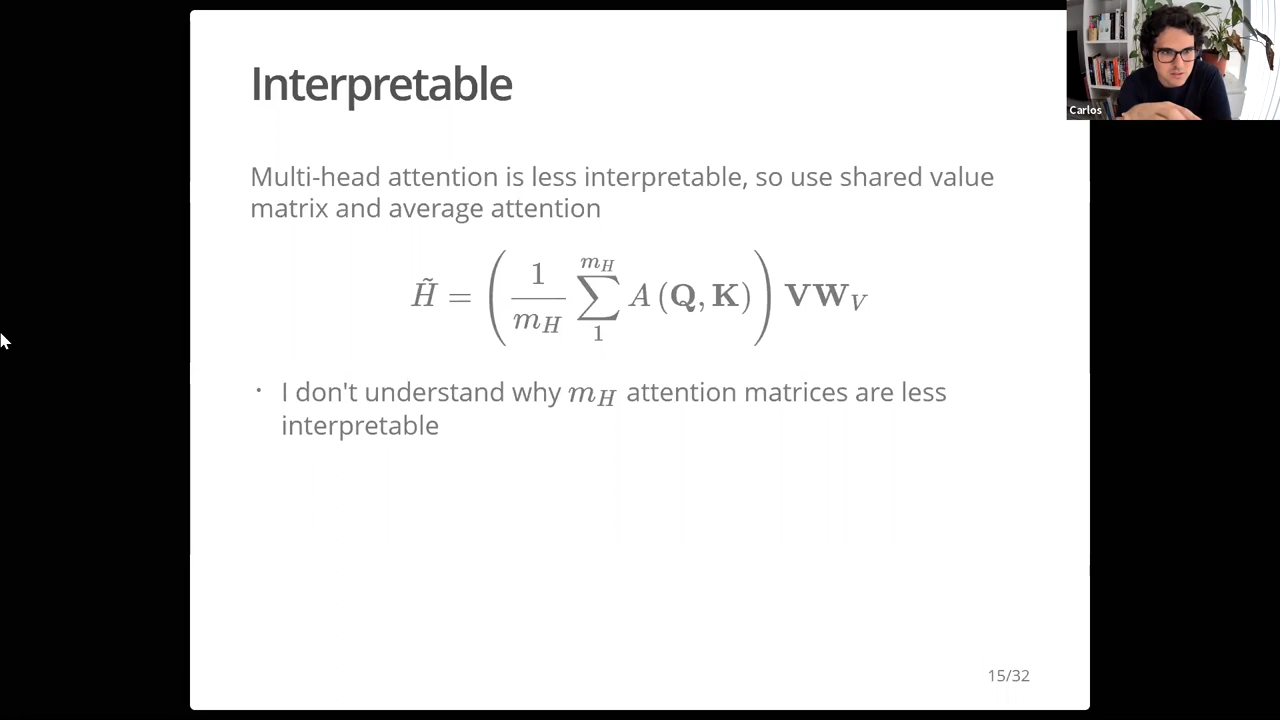 Interpretable
Carlos
Multi-head attention is less interpretable, so use shared value
matrix and average attention
H̃ = ( 1/m_H ∑_1^{m_H} A (Q, K) ) VW_V
· I don't understand why m_H attention matrices are less
interpretable
15/32